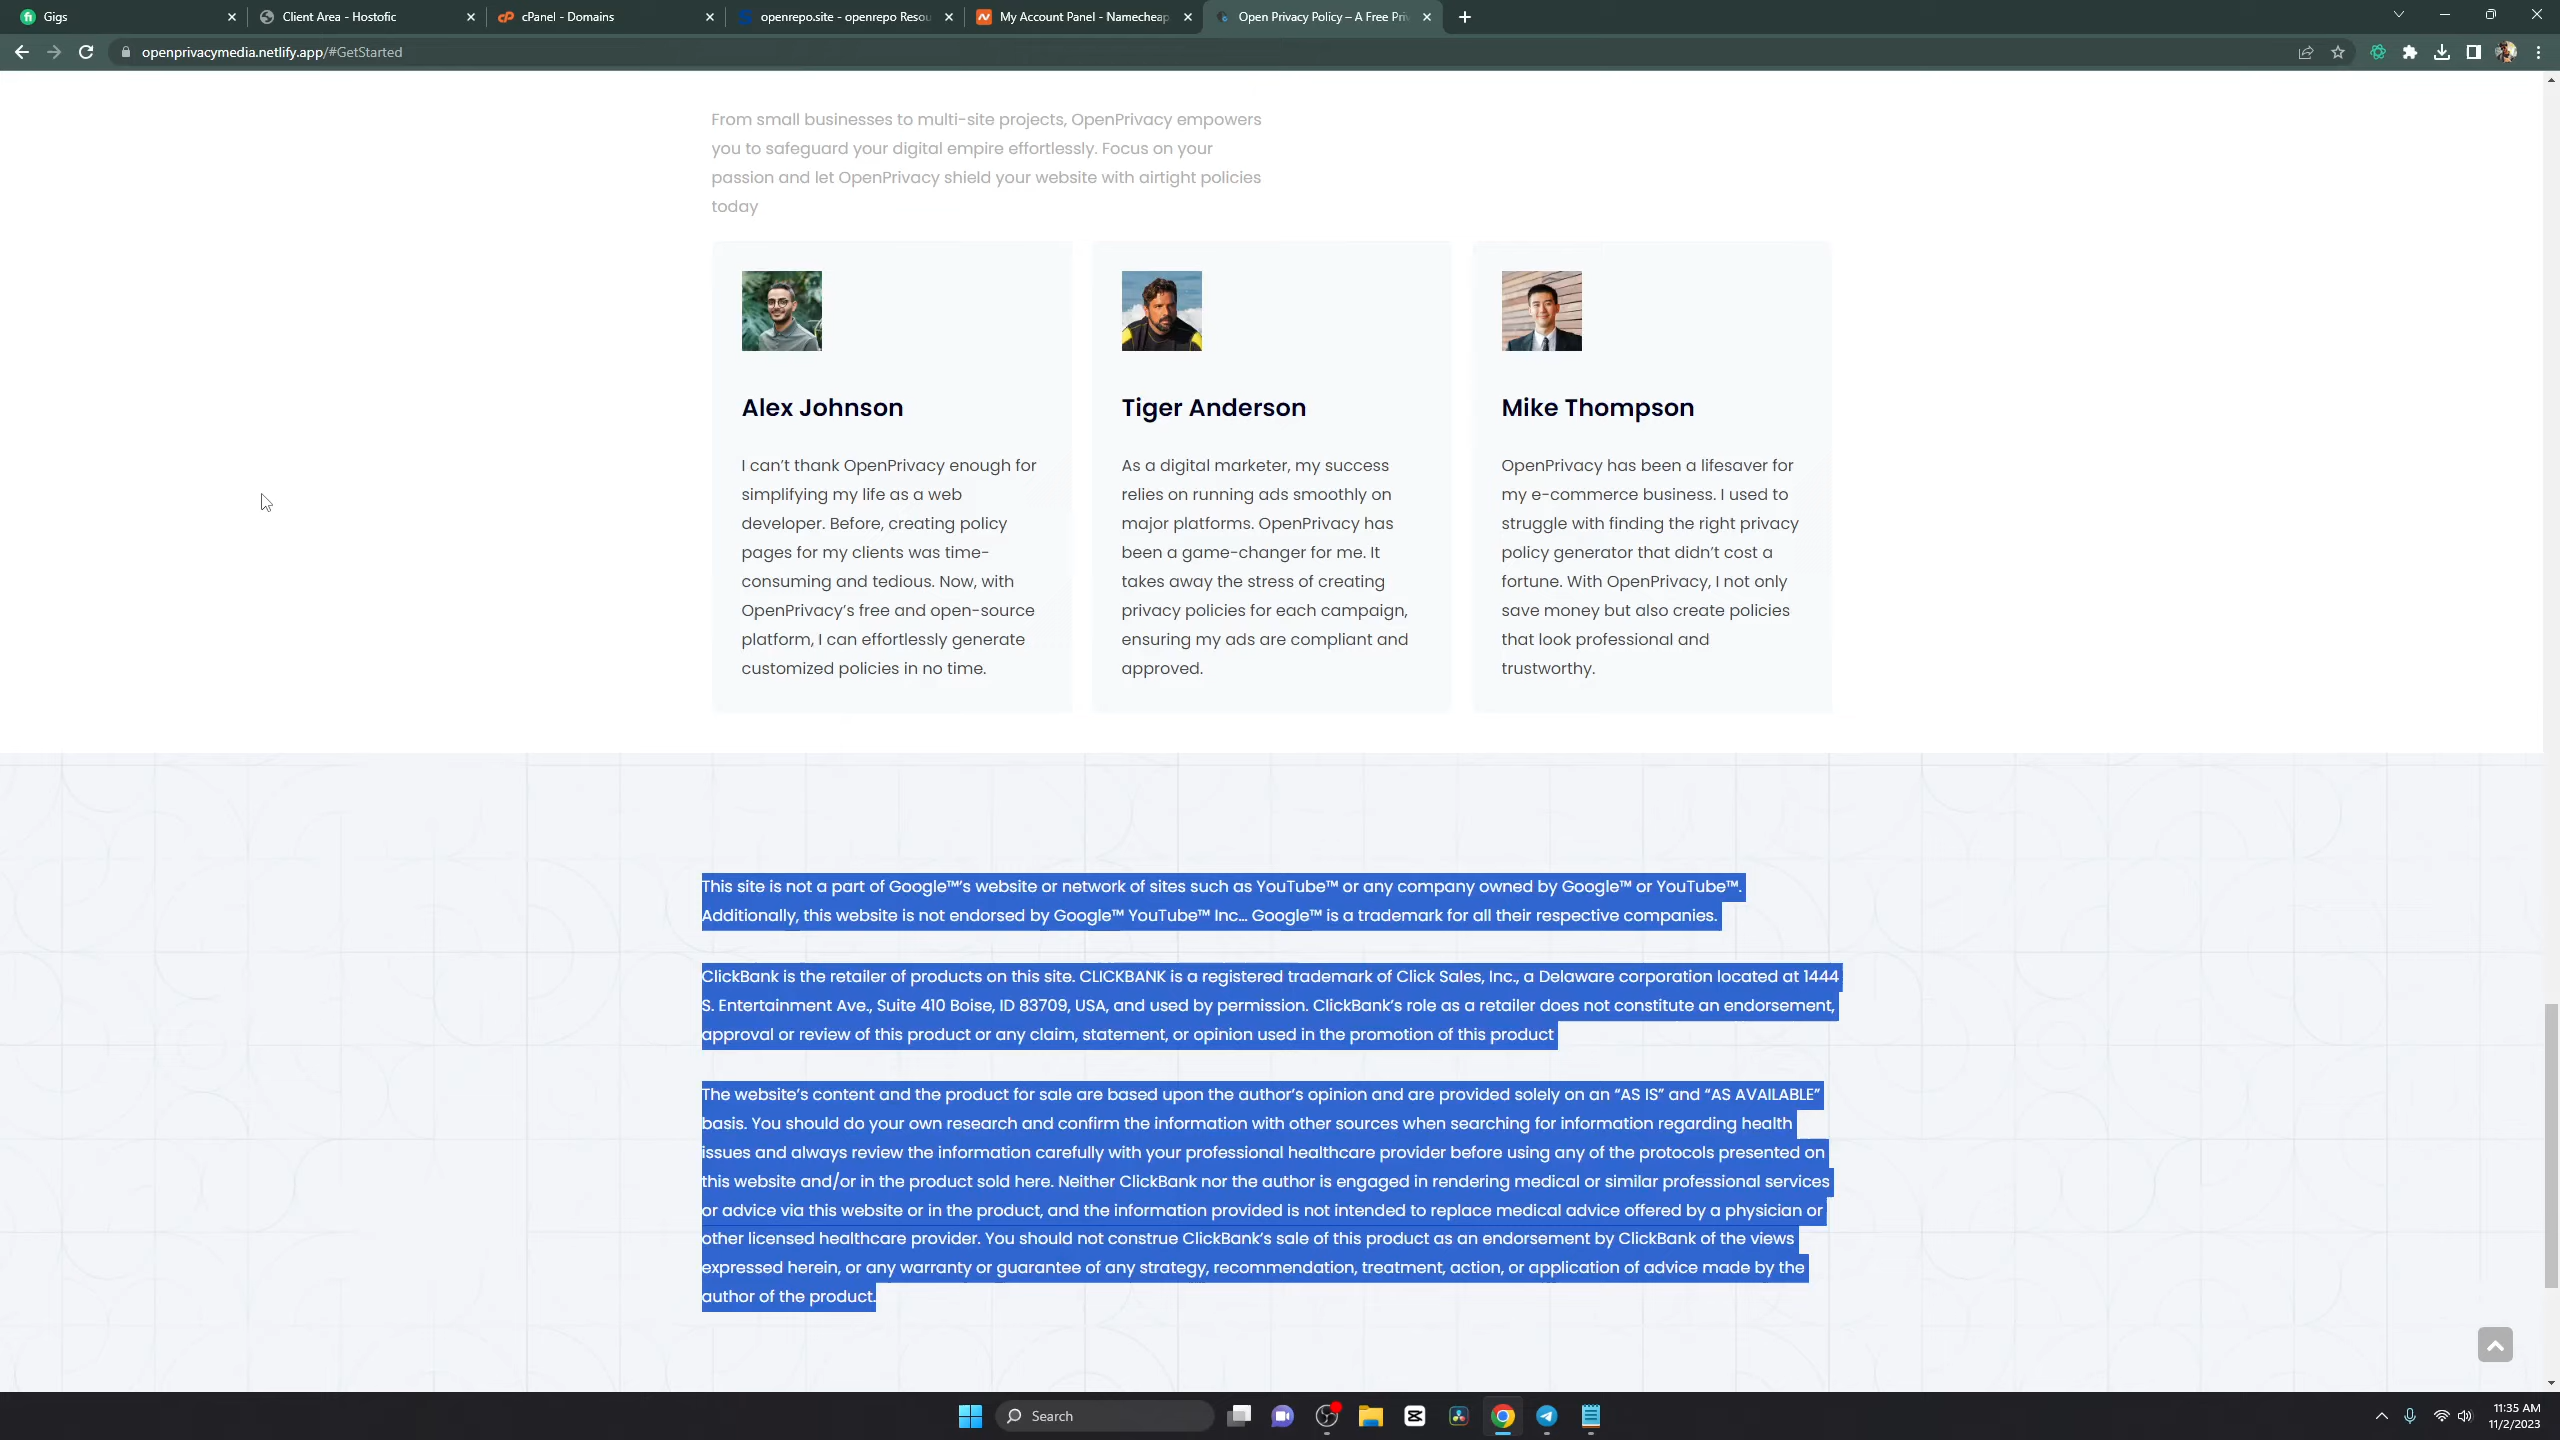 Gigs
Client Area - Hostofic
cPanel - Domains
openrepo.site - openrepo Resou
My Account Panel - Namecheap
Open Privacy Policy – A Free Pri
openprivacymedia.netlify.app/#GetStarted
From small businesses to multi-site projects, OpenPrivacy empowers
you to safeguard your digital empire effortlessly. Focus on your
passion and let OpenPrivacy shield your website with airtight policies
today
Alex Johnson
I can’t thank OpenPrivacy enough for
simplifying my life as a web
developer. Before, creating policy
pages for my clients was time-
consuming and tedious. Now, with
OpenPrivacy’s free and open-source
platform, I can effortlessly generate
customized policies in no time.
Tiger Anderson
As a digital marketer, my success
relies on running ads smoothly on
major platforms. OpenPrivacy has
been a game-changer for me. It
takes away the stress of creating
privacy policies for each campaign,
ensuring my ads are compliant and
approved.
Mike Thompson
OpenPrivacy has been a lifesaver for
my e-commerce business. I used to
struggle with finding the right privacy
policy generator that didn’t cost a
fortune. With OpenPrivacy, I not only
save money but also create policies
that look professional and
trustworthy.
This site is not a part of Google™’s website or network of sites such as YouTube™ or any company owned by Google™ or YouTube™.
Additionally, this website is not endorsed by Google™ YouTube™ Inc… Google™ is a trademark for all their respective companies.
ClickBank is the retailer of products on this site. CLICKBANK is a registered trademark of Click Sales, Inc., a Delaware corporation located at 1444
S. Entertainment Ave., Suite 410 Boise, ID 83709, USA, and used by permission. ClickBank’s role as a retailer does not constitute an endorsement,
approval or review of this product or any claim, statement, or opinion used in the promotion of this product
The website’s content and the product for sale are based upon the author’s opinion and are provided solely on an “AS IS” and “AS AVAILABLE”
basis. You should do your own research and confirm the information with other sources when searching for information regarding health
issues and always review the information carefully with your professional healthcare provider before using any of the protocols presented on
this website and/or in the product sold here. Neither ClickBank nor the author is engaged in rendering medical or similar professional services
or advice via this website or in the product, and the information provided is not intended to replace medical advice offered by a physician or
other licensed healthcare provider. You should not construe ClickBank’s sale of this product as an endorsement by ClickBank of the views
expressed herein, or any warranty or guarantee of any strategy, recommendation, treatment, action, or application of advice made by the
author of the product.
Search
11:35 AM
11/2/2023